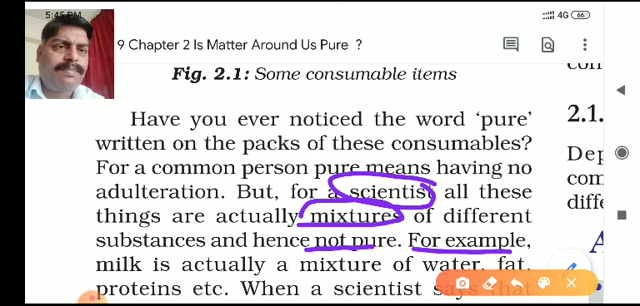 5:45 PM
4G 66
9 Chapter 2 Is Matter Around Us Pure ?
Fig. 2.1: Some consumable items
Have you ever noticed the word ‘pure’
written on the packs of these consumables?
For a common person pure means having no
adulteration. But, for a scientist all these
things are actually mixtures of different
substances and hence not pure. For example,
milk is actually a mixture of water, fat,
proteins etc. When a scientist says that
2.1.
Dep
com
diffe
A